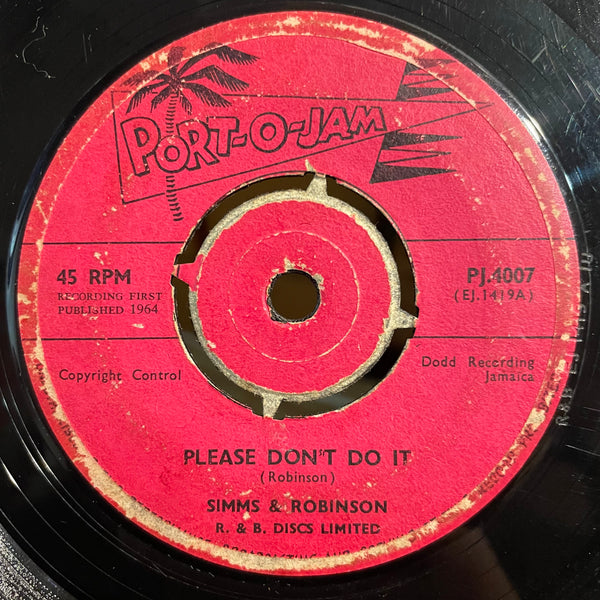 PORT-O-JAM
45 RPM
RECORDING FIRST
PUBLISHED 1964
PJ.4007
(EJ.1419A)
Copyright Control
Dodd Recording
Jamaica
PLEASE DON'T DO IT
(Robinson)
SIMMS & ROBINSON
R. & B. DISCS LIMITED